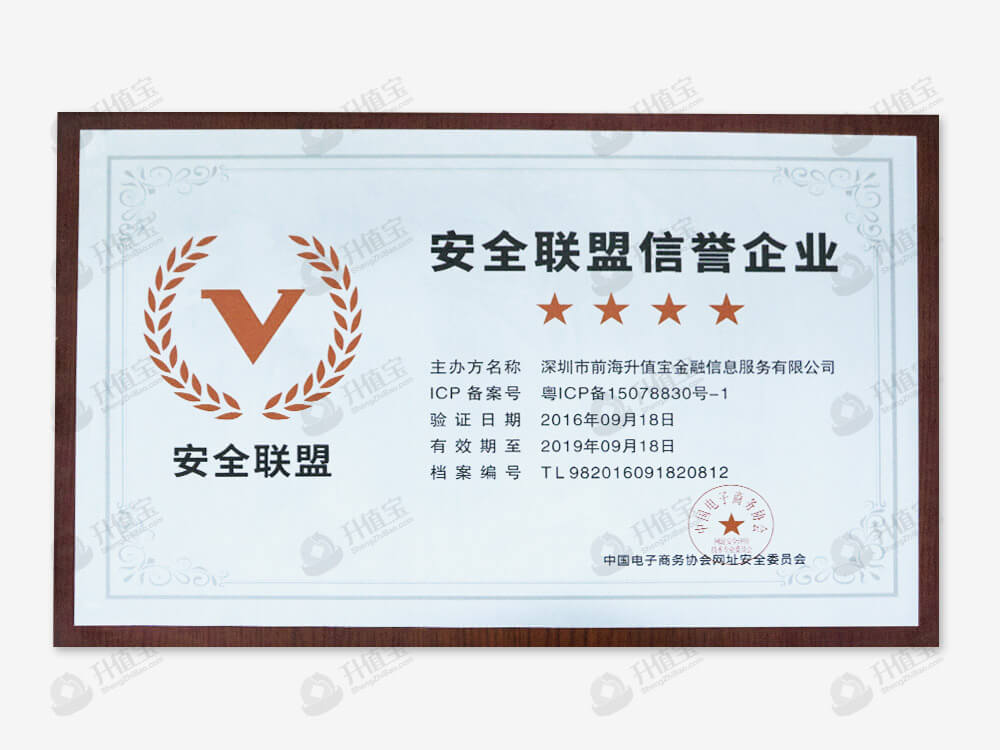 安全联盟信誉企业
安全联盟
主办方名称 深圳市前海升值宝金融信息服务有限公司
ICP 备案号 粤ICP备15078830号-1
验证日期 2016年09月18日
有效期至 2019年09月18日
档案编号 TL982016091820812
中国电子商务协会
中国电子商务协会网址安全委员会
升值宝
ShengZhiBao.com